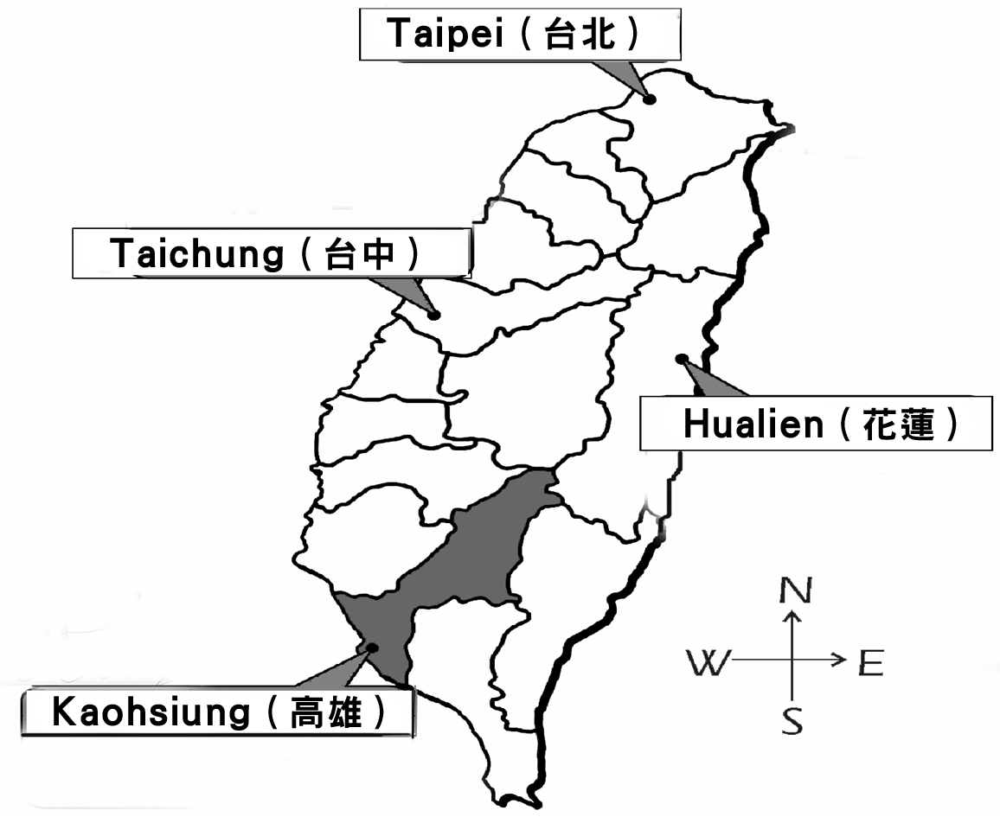 Taipei（台北）
Taichung（台中）
Hualien（花蓮）
N
W E
S
Kaohsiung（高雄）